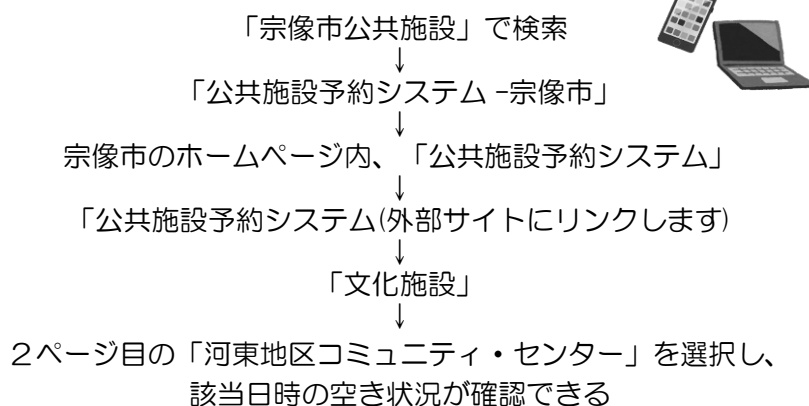 「宗像市公共施設」で検索
↓
「公共施設予約システム -宗像市」
↓
宗像市のホームページ内、「公共施設予約システム」
↓
「公共施設予約システム(外部サイトにリンクします)
↓
「文化施設」
↓
２ページ目の「河東地区コミュニティ・センター」を選択し、
該当日時の空き状況が確認できる